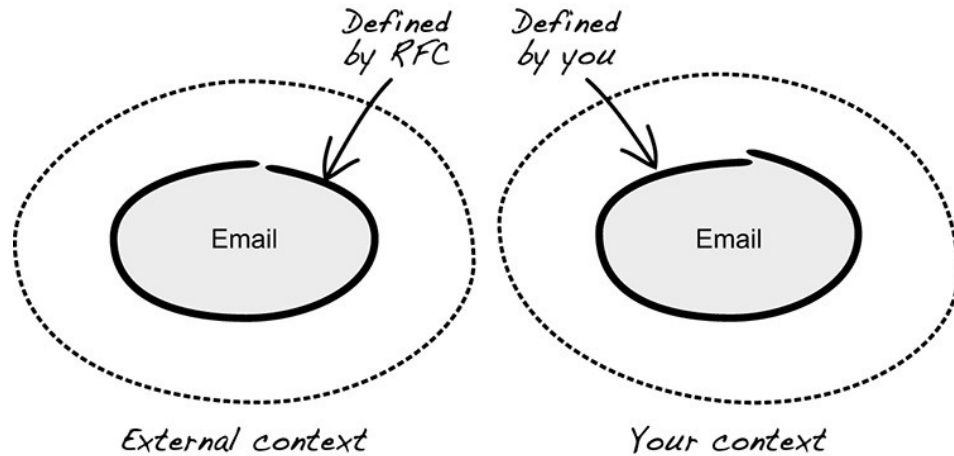 Defined
by RFC
Defined
by you
Email
Email
External context
Your context